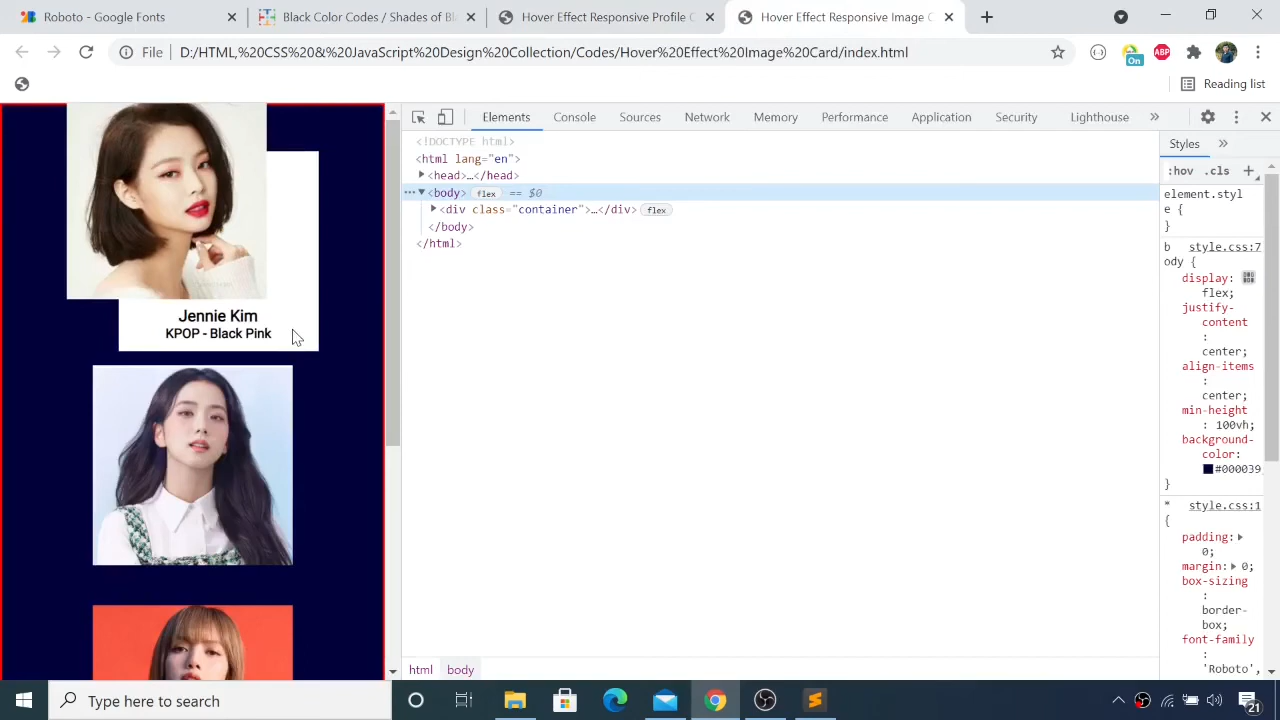 Roboto - Google Fonts
Black Color Codes / Shades of Bl
Hover Effect Responsive Profile
Hover Effect Responsive Image C
File
D:/HTML,%20CSS%20&%20JavaScript%20Design%20Collection/Codes/Hover%20Effect%20Image%20Card/index.html
On
ABP
Reading list
Elements
Console
Sources
Network
Memory
Performance
Application
Security
Lighthouse
»
Styles
»
<!DOCTYPE html>
<html lang="en">
<head>…</head>
<body> flex == $0
<div class="container">…</div> flex
</body>
</html>
:hov .cls +
element.styl
e {
}
b style.css:7
ody {
display:
flex;
justify-
content
:
center;
align-items
:
center;
min-height
: 100vh;
background-
color:
#000039
}
* style.css:1
{
padding:
0;
margin: 0;
box-sizing
:
border-
box;
font-family
:
'Roboto',
Jennie Kim
KPOP - Black Pink
html body
Type here to search
21